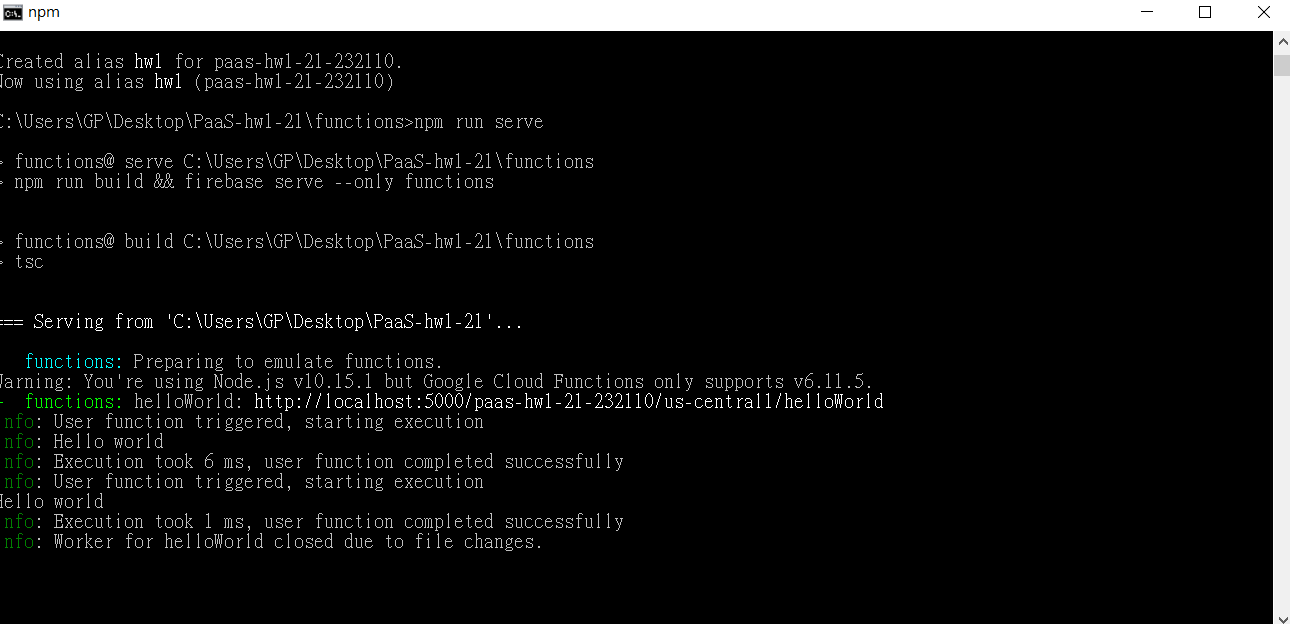 npm
Created alias hw1 for paas-hw1-21-232110.
Now using alias hw1 (paas-hw1-21-232110)
C:\Users\GP\Desktop\PaaS-hw1-21\functions>npm run serve
> functions@ serve C:\Users\GP\Desktop\PaaS-hw1-21\functions
> npm run build && firebase serve --only functions
> functions@ build C:\Users\GP\Desktop\PaaS-hw1-21\functions
> tsc
=== Serving from 'C:\Users\GP\Desktop\PaaS-hw1-21'...
functions: Preparing to emulate functions.
Warning: You're using Node.js v10.15.1 but Google Cloud Functions only supports v6.11.5.
+ functions: helloWorld: http://localhost:5000/paas-hw1-21-232110/us-central1/helloWorld
nfo: User function triggered, starting execution
nfo: Hello world
nfo: Execution took 6 ms, user function completed successfully
nfo: User function triggered, starting execution
Hello world
nfo: Execution took 1 ms, user function completed successfully
nfo: Worker for helloWorld closed due to file changes.